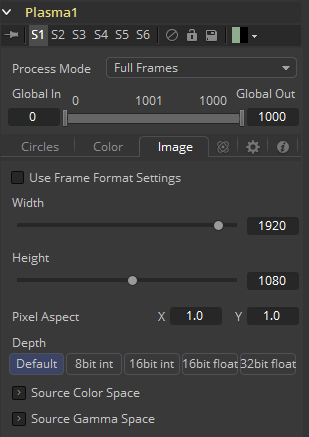 Plasma1
S1 S2 S3 S4 S5 S6
Process Mode Full Frames
Global In 0 1001 1000 Global Out
0 1000
Circles Color Image
Use Frame Format Settings
Width
1920
Height
1080
Pixel Aspect X 1.0 Y 1.0
Depth
Default 8bit int 16bit int 16bit float 32bit float
Source Color Space
Source Gamma Space